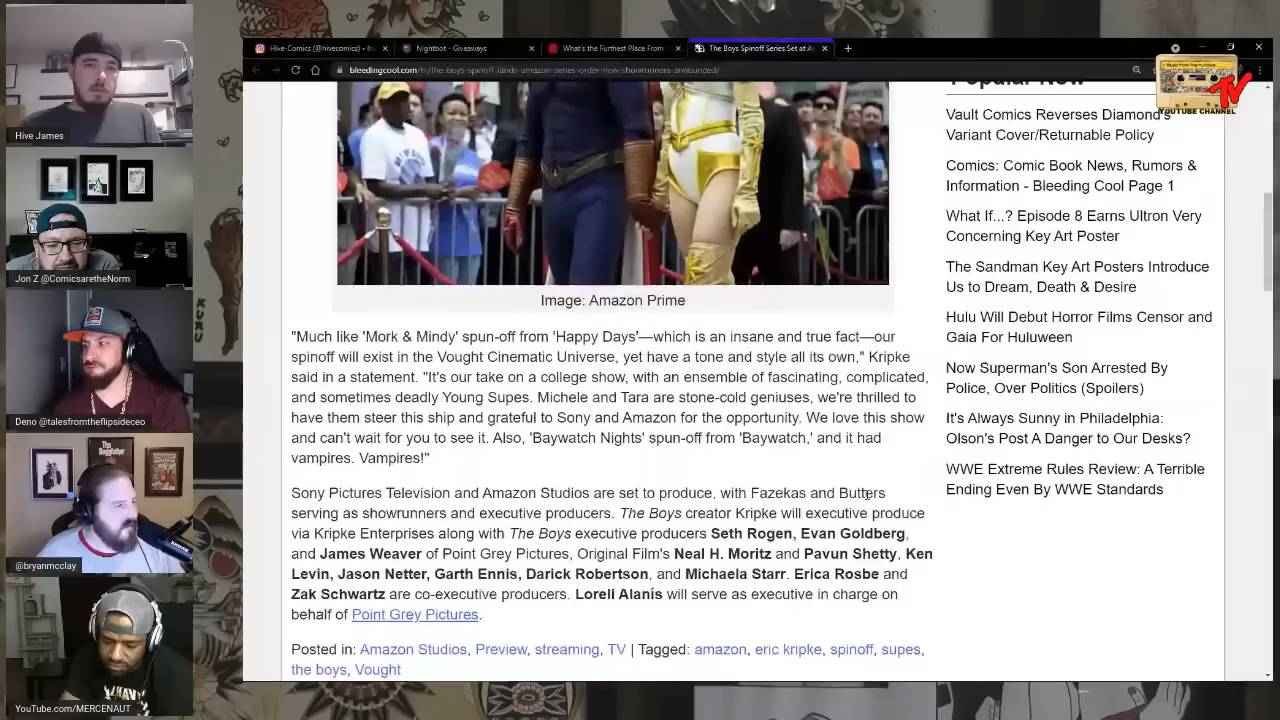 Hive James
Jon Z @ComicsaretheNorm
Deno @talesfromtheflipsideceo
The Dogfather
@bryanmcclay
YouTube.com/MERCENAUT
Hive-Comics (@hivecomics) • In
Nightbot - Giveaways
What's the Furthest Place From
The Boys Spinoff Series Set at A
bleedingcool.com/tv/the-boys-spinoff-lands-amazon-series-order-new-showrunners-announced/
TV
YOUTUBE CHANNEL
Popular Now
Vault Comics Reverses Diamond's
Variant Cover/Returnable Policy
Comics: Comic Book News, Rumors &
Information - Bleeding Cool Page 1
What If...? Episode 8 Earns Ultron Very
Concerning Key Art Poster
The Sandman Key Art Posters Introduce
Us to Dream, Death & Desire
Hulu Will Debut Horror Films Censor and
Gaia For Huluween
Now Superman's Son Arrested By
Police, Over Politics (Spoilers)
It's Always Sunny in Philadelphia:
Olson's Post A Danger to Our Desks?
WWE Extreme Rules Review: A Terrible
Ending Even By WWE Standards
Image: Amazon Prime
"Much like 'Mork & Mindy' spun-off from 'Happy Days'—which is an insane and true fact—our
spinoff will exist in the Vought Cinematic Universe, yet have a tone and style all its own," Kripke
said in a statement. "It's our take on a college show, with an ensemble of fascinating, complicated,
and sometimes deadly Young Supes. Michele and Tara are stone-cold geniuses, we're thrilled to
have them steer this ship and grateful to Sony and Amazon for the opportunity. We love this show
and can't wait for you to see it. Also, 'Baywatch Nights' spun-off from 'Baywatch,' and it had
vampires. Vampires!"
Sony Pictures Television and Amazon Studios are set to produce, with Fazekas and Butters
serving as showrunners and executive producers. The Boys creator Kripke will executive produce
via Kripke Enterprises along with The Boys executive producers Seth Rogen, Evan Goldberg,
and James Weaver of Point Grey Pictures, Original Film's Neal H. Moritz and Pavun Shetty, Ken
Levin, Jason Netter, Garth Ennis, Darick Robertson, and Michaela Starr. Erica Rosbe and
Zak Schwartz are co-executive producers. Loreli Alanís will serve as executive in charge on
behalf of Point Grey Pictures.
Posted in: Amazon Studios, Preview, streaming, TV | Tagged: amazon, eric kripke, spinoff, supes,
the boys, Vought